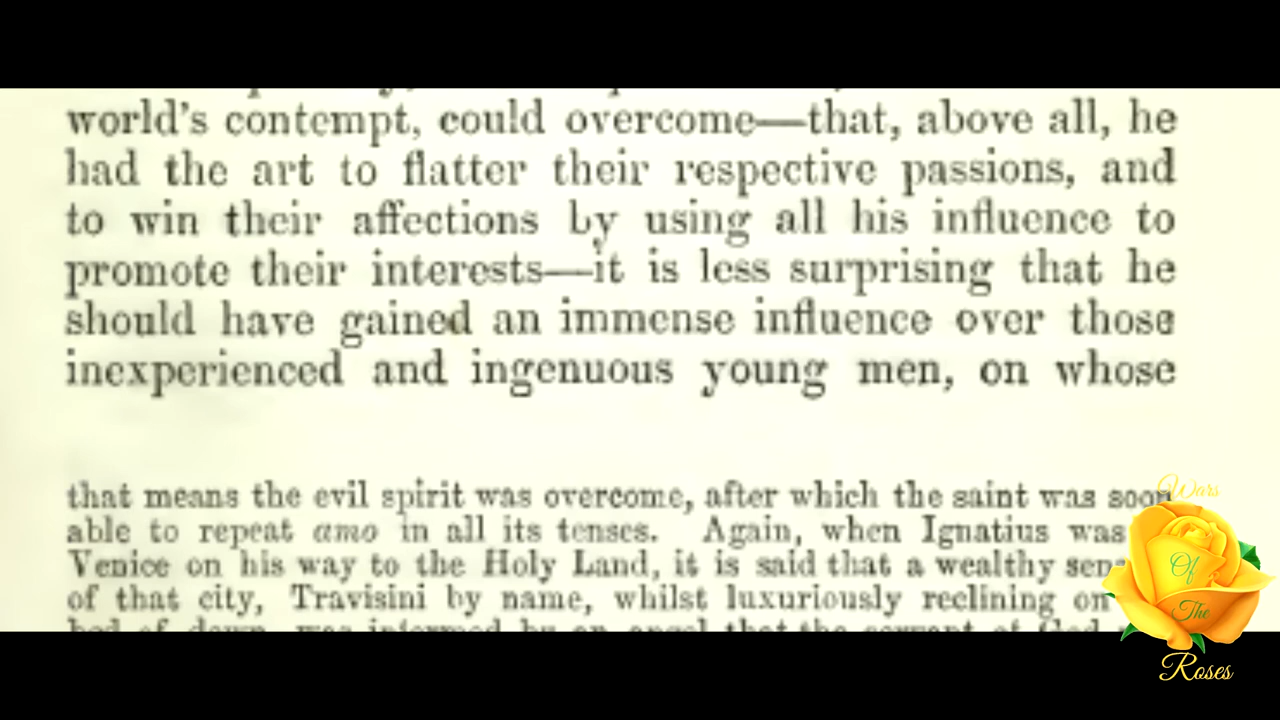 world's contempt, could overcome—that, above all, he
had the art to flatter their respective passions, and
to win their affections by using all his influence to
promote their interests—it is less surprising that he
should have gained an immense influence over those
inexperienced and ingenuous young men, on whose
that means the evil spirit was overcome, after which the saint was soon
able to repeat amo in all its tenses. Again, when Ignatius was
Venice on his way to the Holy Land, it is said that a wealthy
of that city, Travisini by name, whilst luxuriously reclining on
Wars
Of
The
Roses